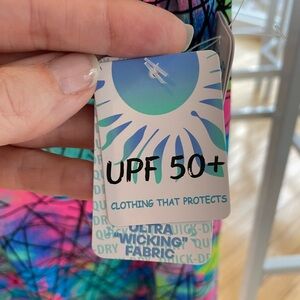 UPF 50+
CLOTHING THAT PROTECTS
ULTRA
"WICKING"
FABRIC